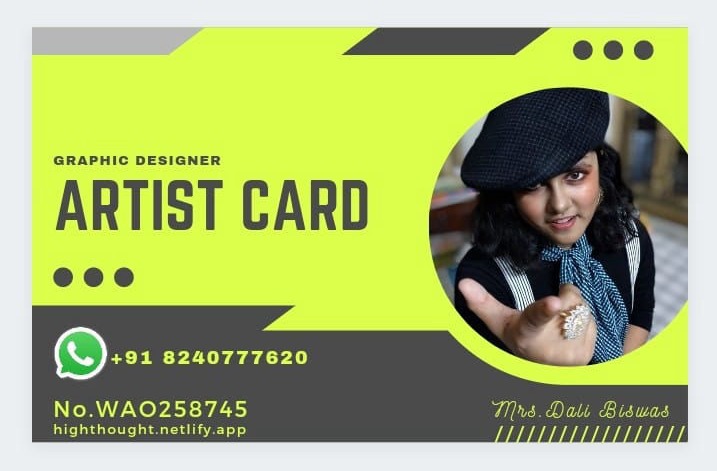 GRAPHIC DESIGNER
ARTIST CARD
+91 8240777620
No.WAO258745
highthought.netlify.app
Mrs.Dali Biswas